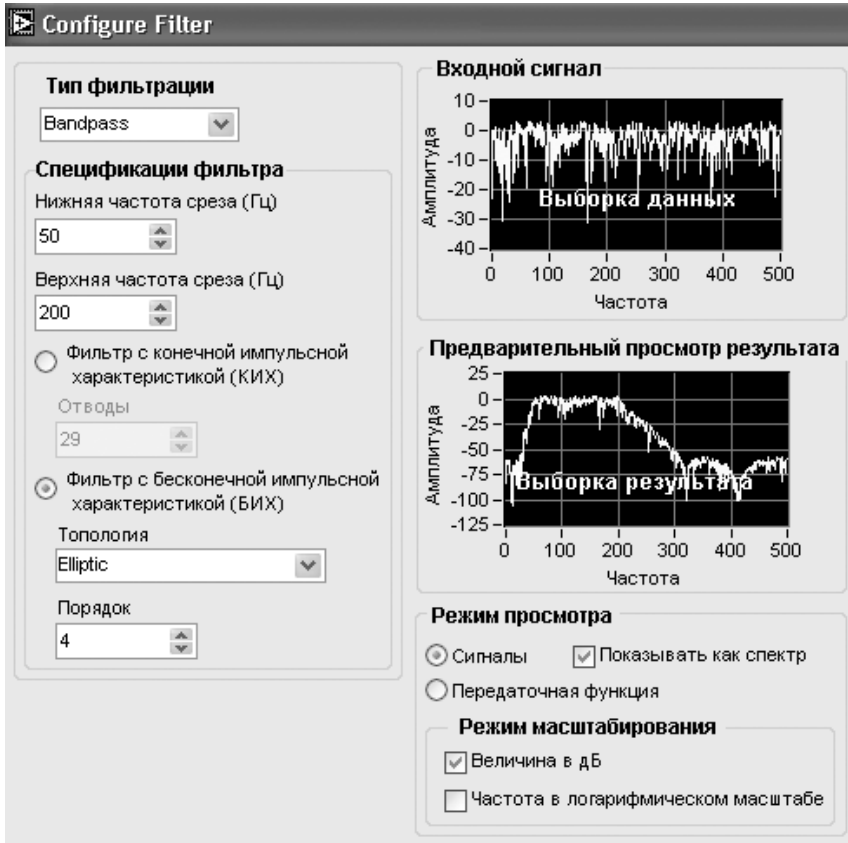 Configure Filter
Тип фильтрации
Bandpass
Спецификации фильтра
Нижняя частота среза (Гц)
50
Верхняя частота среза (Гц)
200
Фильтр с конечной импульсной
характеристикой (КИХ)
Отводы
29
Фильтр с бесконечной импульсной
характеристикой (БИХ)
Топология
Elliptic
Порядок
4
Входной сигнал
Амплитуда
10
0
-10
-20
-30
-40
Выборка данных
0 100 200 300 400 500
Частота
Предварительный просмотр результата
Амплитуда
25
0
-25
-50
-75
-100
-125
Выборка результата
0 100 200 300 400 500
Частота
Режим просмотра
Сигналы
Показывать как спектр
Передаточная функция
Режим масштабирования
Величина в дБ
Частота в логарифмическом масштабе